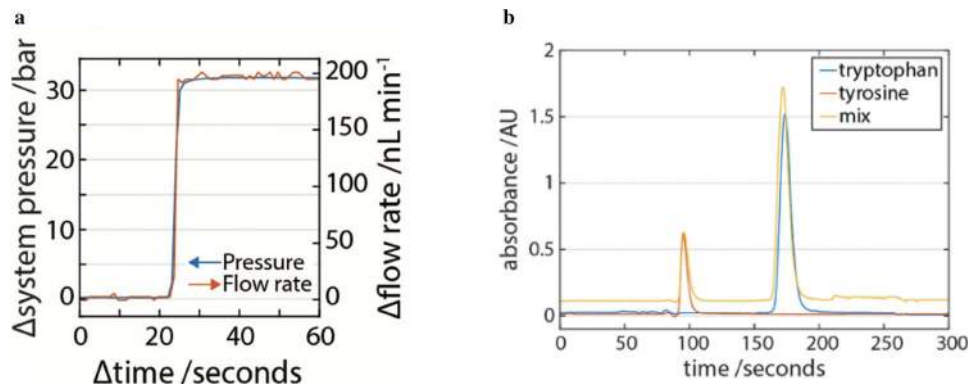 a
Δsystem pressure /bar
30
20
10
0
200
150
100
50
0
Δflow rate /nL min⁻¹
Pressure
Flow rate
0
20
40
60
Δtime /seconds
b
absorbance /AU
2
1.5
1
0.5
0
tryptophan
tyrosine
mix
0
50
100
150
200
250
300
time /seconds